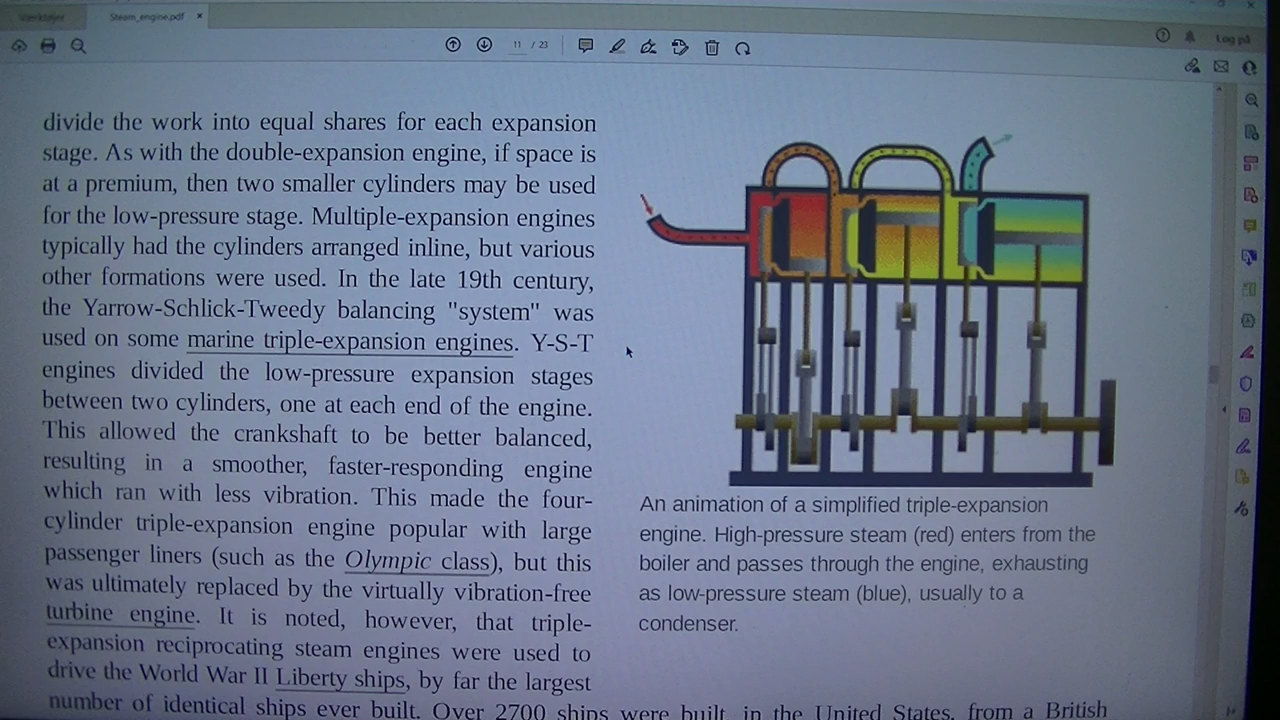 Værktøjer
Steam_engine.pdf
11 / 23
Log på
divide the work into equal shares for each expansion
stage. As with the double-expansion engine, if space is
at a premium, then two smaller cylinders may be used
for the low-pressure stage. Multiple-expansion engines
typically had the cylinders arranged inline, but various
other formations were used. In the late 19th century,
the Yarrow-Schlick-Tweedy balancing "system" was
used on some marine triple-expansion engines. Y-S-T
engines divided the low-pressure expansion stages
between two cylinders, one at each end of the engine.
This allowed the crankshaft to be better balanced,
resulting in a smoother, faster-responding engine
which ran with less vibration. This made the four-
cylinder triple-expansion engine popular with large
passenger liners (such as the Olympic class), but this
was ultimately replaced by the virtually vibration-free
turbine engine. It is noted, however, that triple-
expansion reciprocating steam engines were used to
drive the World War II Liberty ships, by far the largest
number of identical ships ever built. Over 2700 ships were built, in the United States, from a British
An animation of a simplified triple-expansion
engine. High-pressure steam (red) enters from the
boiler and passes through the engine, exhausting
as low-pressure steam (blue), usually to a
condenser.